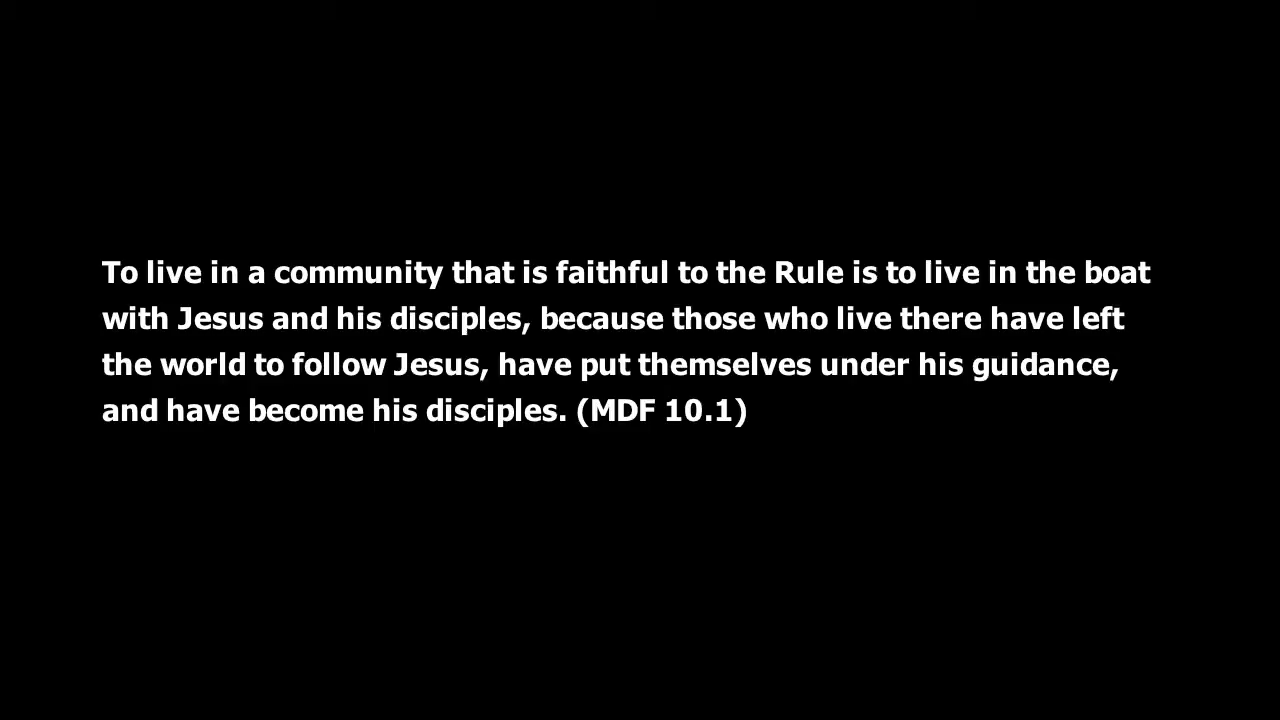 To live in a community that is faithful to the Rule is to live in the boat
with Jesus and his disciples, because those who live there have left
the world to follow Jesus, have put themselves under his guidance,
and have become his disciples. (MDF 10.1)